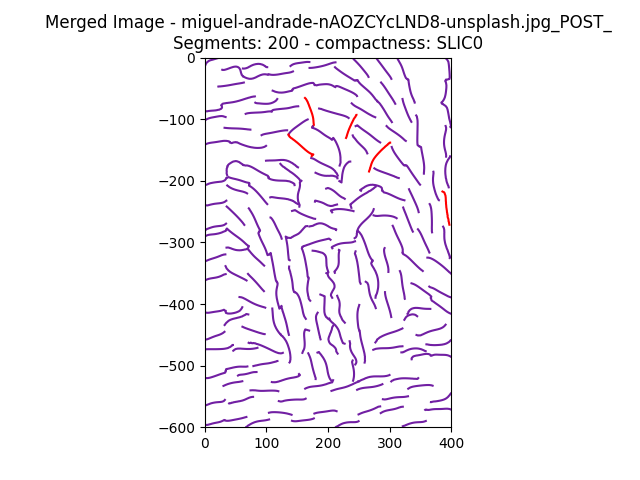 Merged Image - miguel-andrade-nAOZCYcLND8-unsplash.jpg_POST_
Segments: 200 - compactness: SLIC0
0
−100
−200
−300
−400
−500
−600
0 100 200 300 400